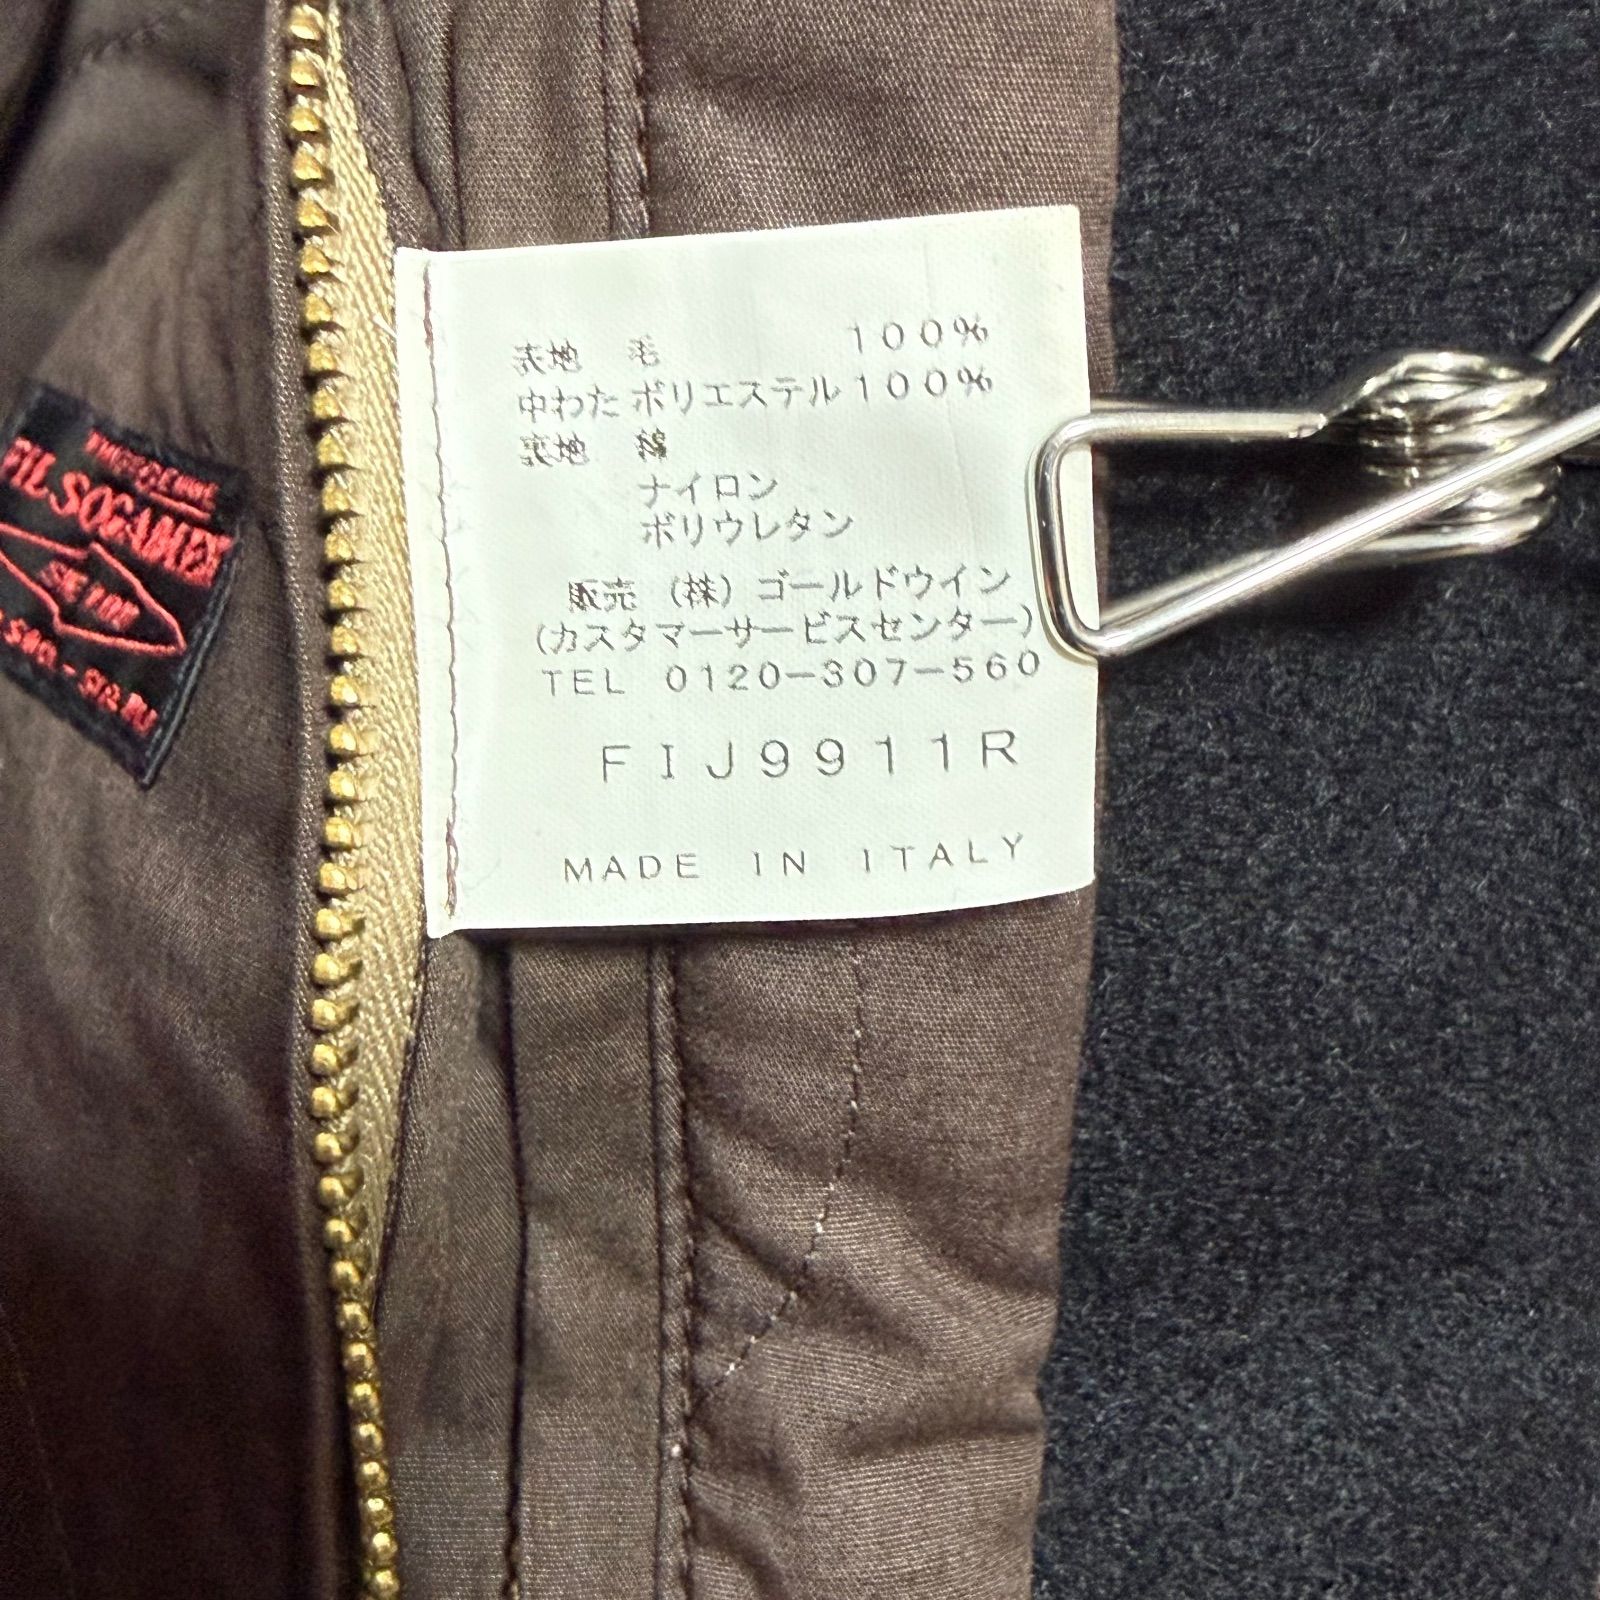 表地 毛 100%
中わた ポリエステル100%
裏地 綿
ナイロン
ポリウレタン
販売 (株) ゴールドウイン
(カスタマーサービスセンター)
TEL 0120-307-560
FIJ9911R
MADE IN ITALY